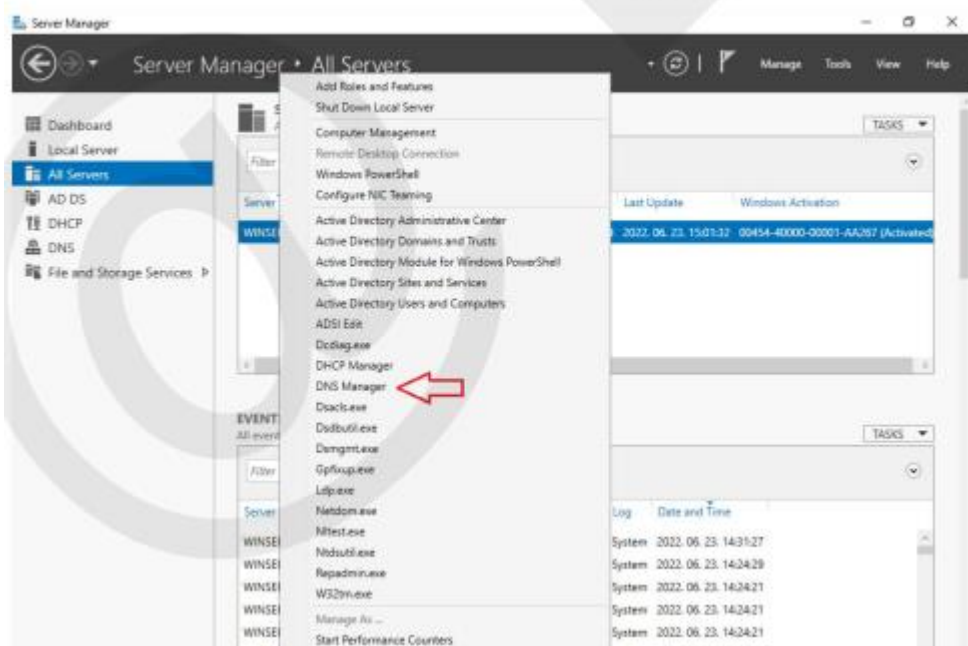 Server Manager
Server Manager • All Servers
Manage Tools View Help
Dashboard
Local Server
All Servers
AD DS
DHCP
DNS
File and Storage Services
TASKS
Filter
Server
Last Update Windows Activation
WINSE
2022. 06. 23. 15:01:32 00454-40000-00001-AA267 (Activated)
Add Roles and Features
Shut Down Local Server
Computer Management
Remote Desktop Connection
Windows PowerShell
Configure NIC Teaming
Active Directory Administrative Center
Active Directory Domains and Trusts
Active Directory Module for Windows PowerShell
Active Directory Sites and Services
Active Directory Users and Computers
ADSI Edit
Dcdiag.exe
DHCP Manager
DNS Manager
Dsacls.exe
Dsdbutil.exe
Dsmgmt.exe
Gpfixup.exe
Ldp.exe
Netdom.exe
Nltest.exe
Ntdsutil.exe
Repadmin.exe
W32tm.exe
Manage As ...
Start Performance Counters
EVENT
All event
TASKS
Filter
Server
Log Date and Time
WINSE System 2022. 06. 23. 14:31:27
WINSE System 2022. 06. 23. 14:24:29
WINSE System 2022. 06. 23. 14:24:21
WINSE System 2022. 06. 23. 14:24:21
WINSE System 2022. 06. 23. 14:24:21